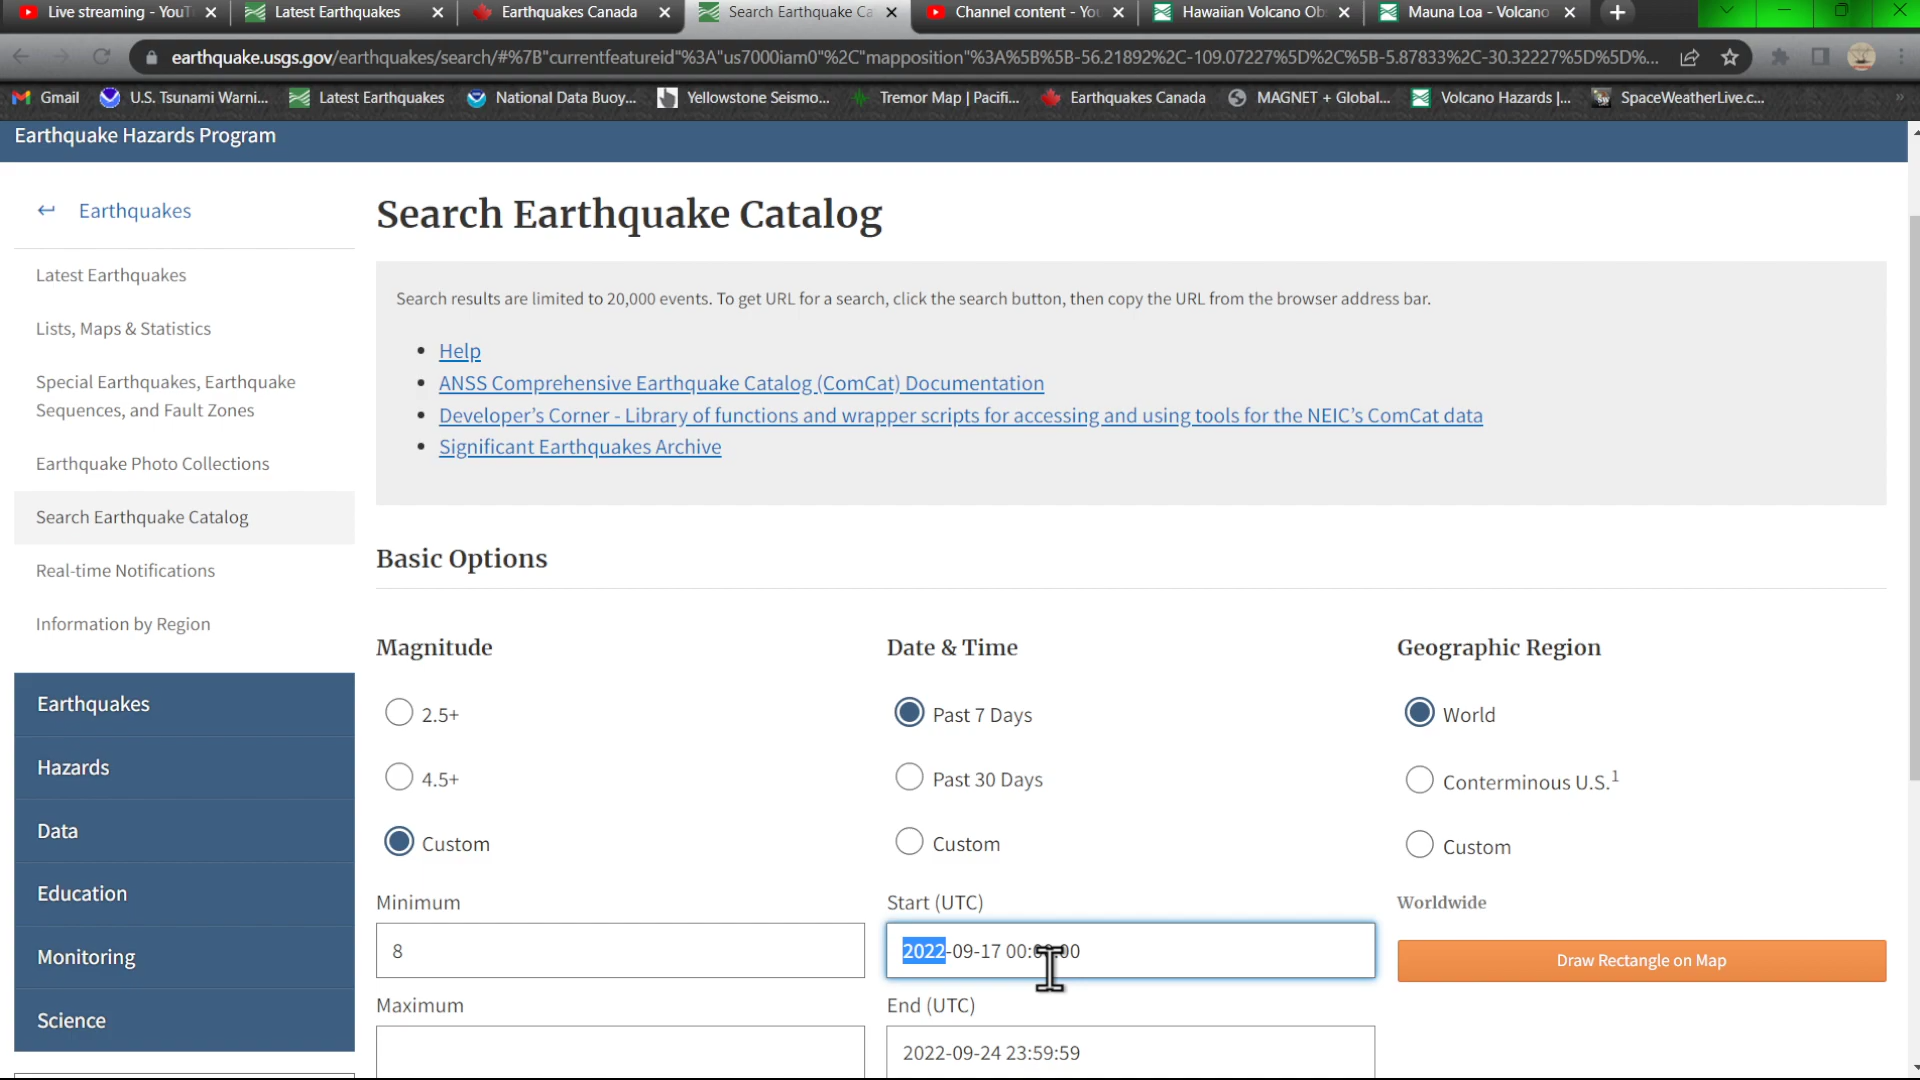 Live streaming - YouT
Latest Earthquakes
Earthquakes Canada
Search Earthquake Ca
Channel content - You
Hawaiian Volcano Ob
Mauna Loa - Volcano
earthquake.usgs.gov/earthquakes/search/#%7B"currentfeatureid"%3A"us7000iam0"%2C"mapposition"%3A%5B%5B-56.21892%2C-109.07227%5D%2C%5B-5.87833%2C-30.32227%5D%5D%...
Gmail
U.S. Tsunami Warni...
Latest Earthquakes
National Data Buoy...
Yellowstone Seismo...
Tremor Map | Pacifi...
Earthquakes Canada
MAGNET + Global...
Volcano Hazards |...
SpaceWeatherLive.c...
Earthquake Hazards Program
Earthquakes
Latest Earthquakes
Lists, Maps & Statistics
Special Earthquakes, Earthquake
Sequences, and Fault Zones
Earthquake Photo Collections
Search Earthquake Catalog
Real-time Notifications
Information by Region
Earthquakes
Hazards
Data
Education
Monitoring
Science
Search Earthquake Catalog
Search results are limited to 20,000 events. To get URL for a search, click the search button, then copy the URL from the browser address bar.
Help
ANSS Comprehensive Earthquake Catalog (ComCat) Documentation
Developer's Corner - Library of functions and wrapper scripts for accessing and using tools for the NEIC's ComCat data
Significant Earthquakes Archive
Basic Options
Magnitude
2.5+
4.5+
Custom
Minimum
8
Maximum
Date & Time
Past 7 Days
Past 30 Days
Custom
Start (UTC)
2022-09-17 00:00:00
End (UTC)
2022-09-24 23:59:59
Geographic Region
World
Conterminous U.S.1
Custom
Worldwide
Draw Rectangle on Map